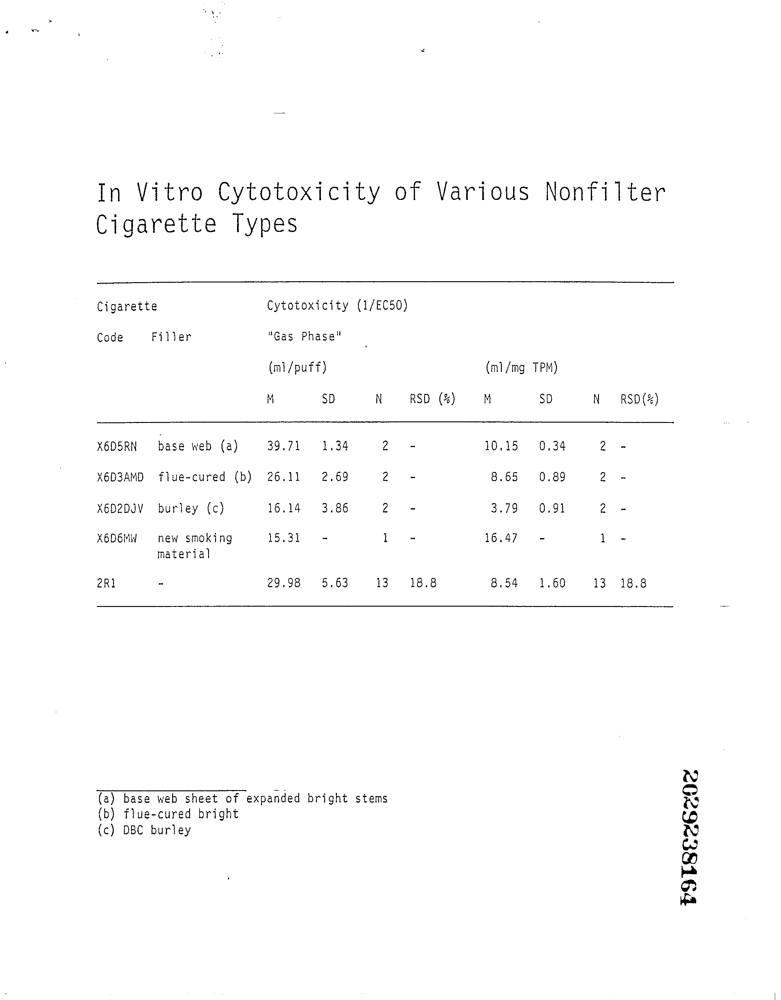 In Vitro Cytotoxicity of Various Nonfilter
Cigarette Types
Cigarette Cytotoxicity (1/EC50)
Code Filler "Gas Phase"
(ml/puff) (ml/mg TPM)
M SD N RSD (%) M SD N RSD(%)
X6D5RN base web (a) 39.71 1.34 2 - 10.15 0.34 2 -
X6D3AMD flue-cured (b) 26.11 2.69 2 - 8.65 0.89 2 -
X6D2DJV burley (c) 16.14 3.86 2 - 3.79 0.91 2 -
X6D6MW new smoking 15.31 - 1 - 16.47 - 1 -
material
2R1 - 29.98 5.63 13 18.8 8.54 1.60 13 18.8
(a) base web sheet of expanded bright stems
(b) flue-cured bright
(c) DBC burley
2029238164